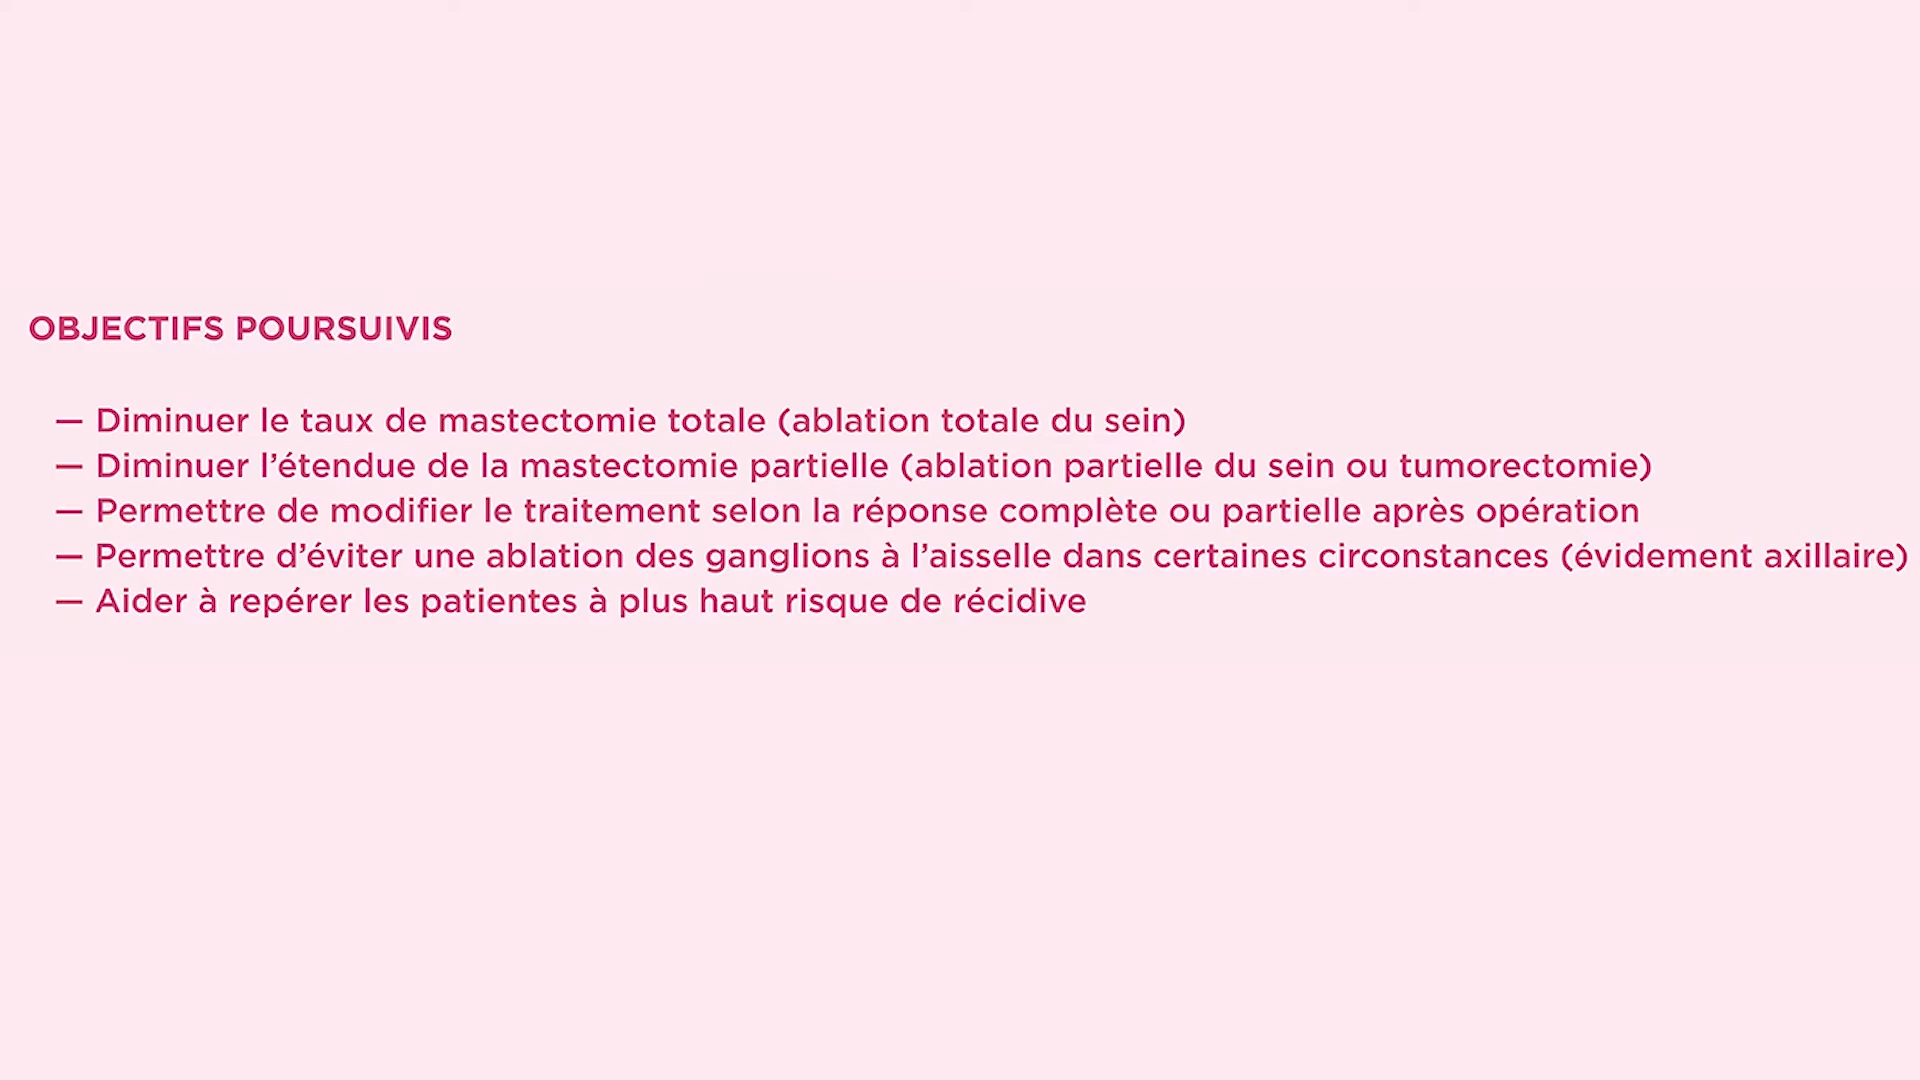 OBJECTIFS POURSUIVIS
— Diminuer le taux de mastectomie totale (ablation totale du sein)
— Diminuer l’étendue de la mastectomie partielle (ablation partielle du sein ou tumorectomie)
— Permettre de modifier le traitement selon la réponse complète ou partielle après opération
— Permettre d’éviter une ablation des ganglions à l’aisselle dans certaines circonstances (évidement axillaire)
— Aider à repérer les patientes à plus haut risque de récidive